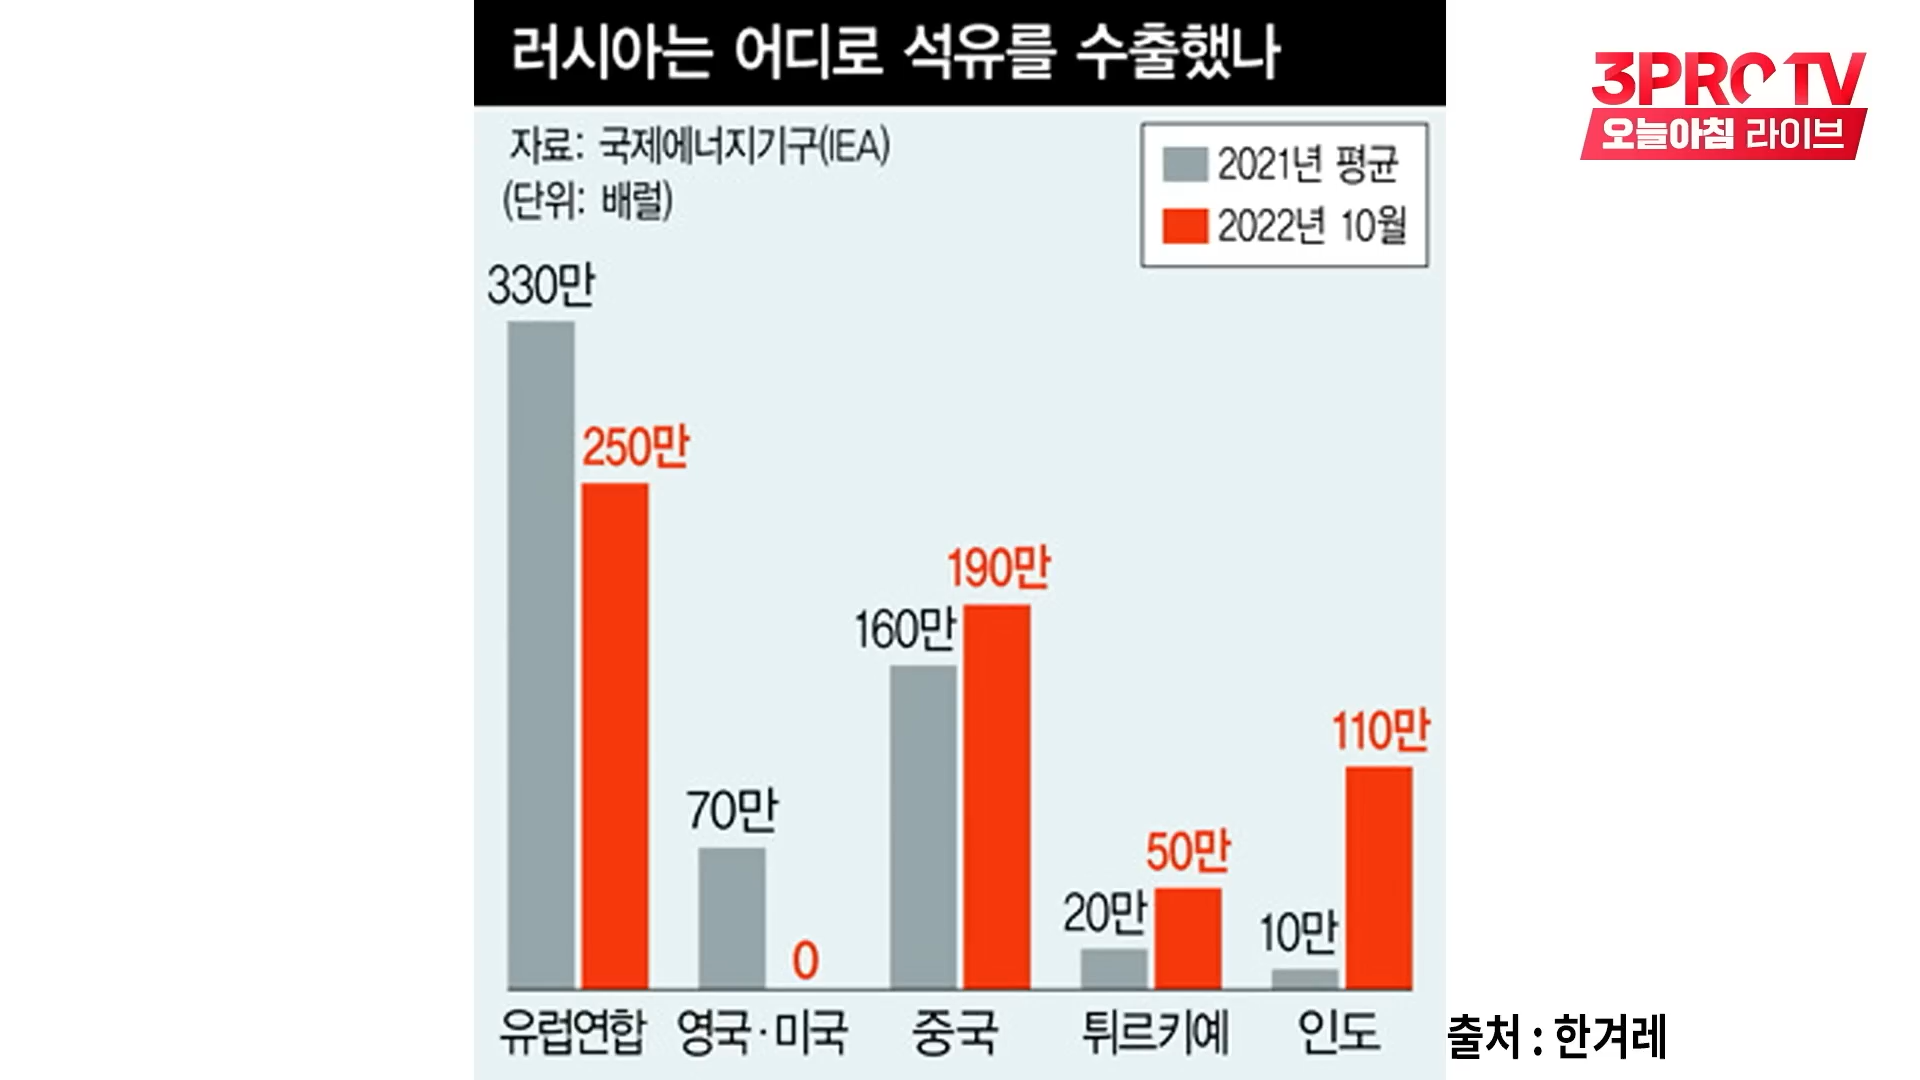 러시아는 어디로 석유를 수출했나
3PROTV
오늘아침 라이브
자료: 국제에너지기구(IEA)
(단위: 배럴)
2021년 평균
2022년 10월
330만
250만
70만
0
160만
190만
20만
50만
10만
110만
유럽연합
영국·미국
중국
튀르키예
인도
출처 : 한겨레